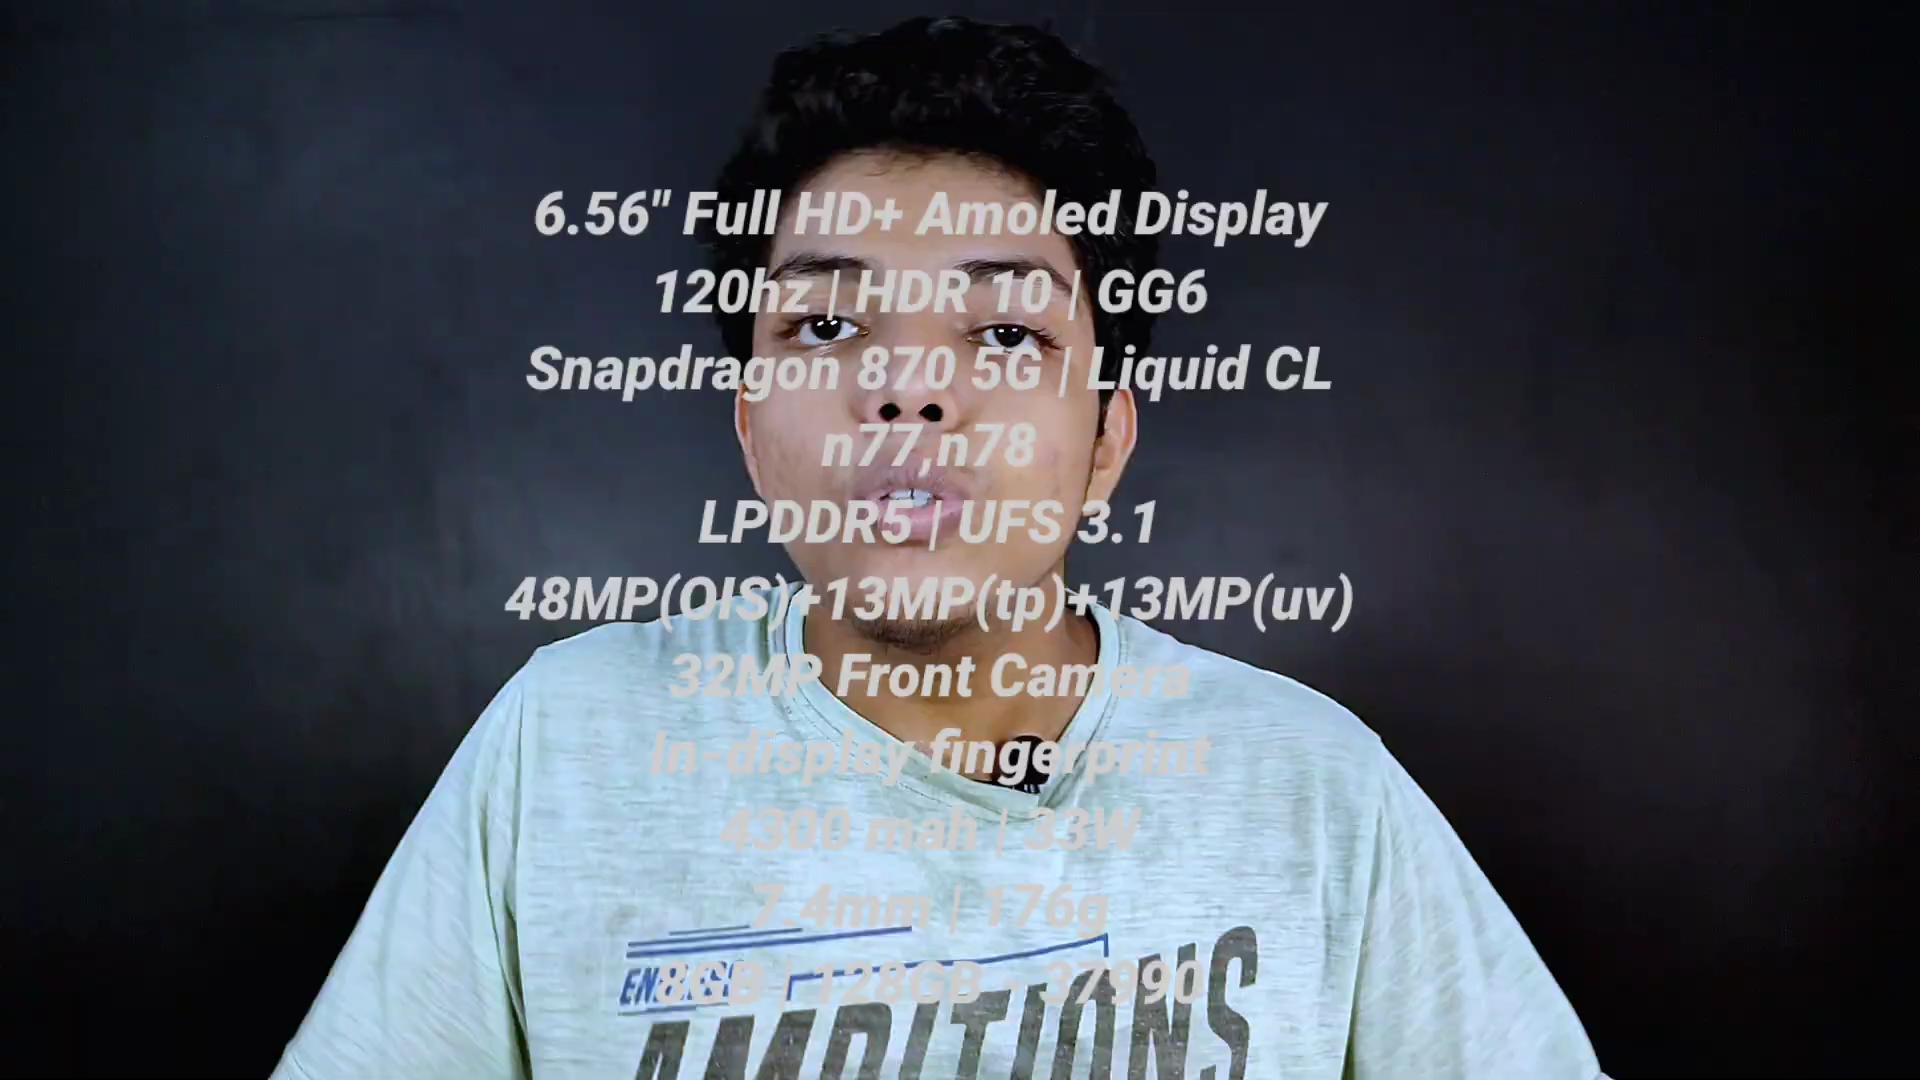 6.56" Full HD+ Amoled Display
120hz | HDR 10 | GG6
Snapdragon 870 5G | Liquid CL
n77,n78
LPDDR5 | UFS 3.1
48MP(OIS)+13MP(tp)+13MP(uv)
32MP Front Camera
In-display fingerprint
4300 mah | 33W
7.4mm | 176g
8GB | 128GB - 37990
AMBITIONS